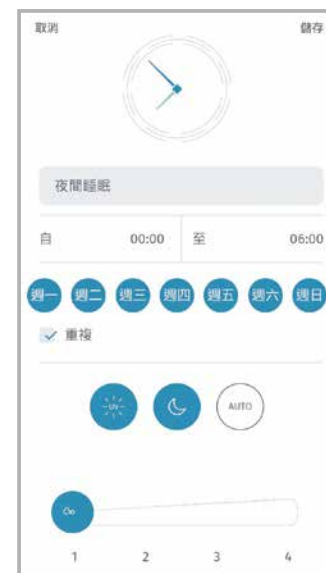 取消 儲存
夜間睡眠
自 00:00 至 06:00
週一 週二 週三 週四 週五 週六 週日
重複
UV AUTO
1 2 3 4